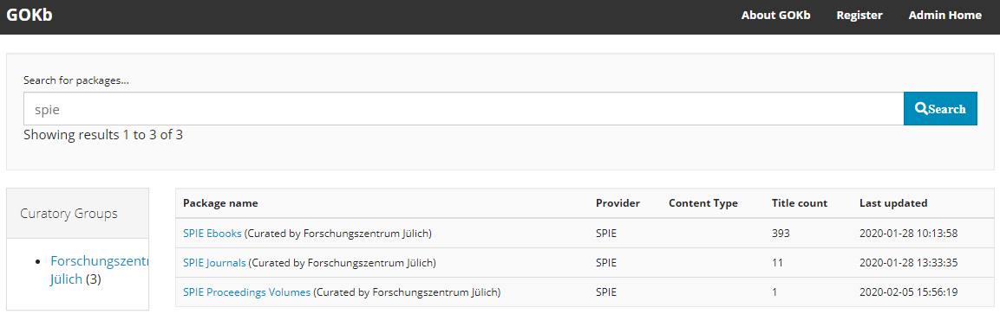 GOKb About GOKb Register Admin Home
Search for packages...
spie Search
Showing results 1 to 3 of 3
Curatory Groups
Forschungszentr
Jülich (3)
Package name Provider Content Type Title count Last updated
SPIE Ebooks (Curated by Forschungszentrum Jülich) SPIE 393 2020-01-28 10:13:58
SPIE Journals (Curated by Forschungszentrum Jülich) SPIE 11 2020-01-28 13:33:35
SPIE Proceedings Volumes (Curated by Forschungszentrum Jülich) SPIE 1 2020-02-05 15:56:19